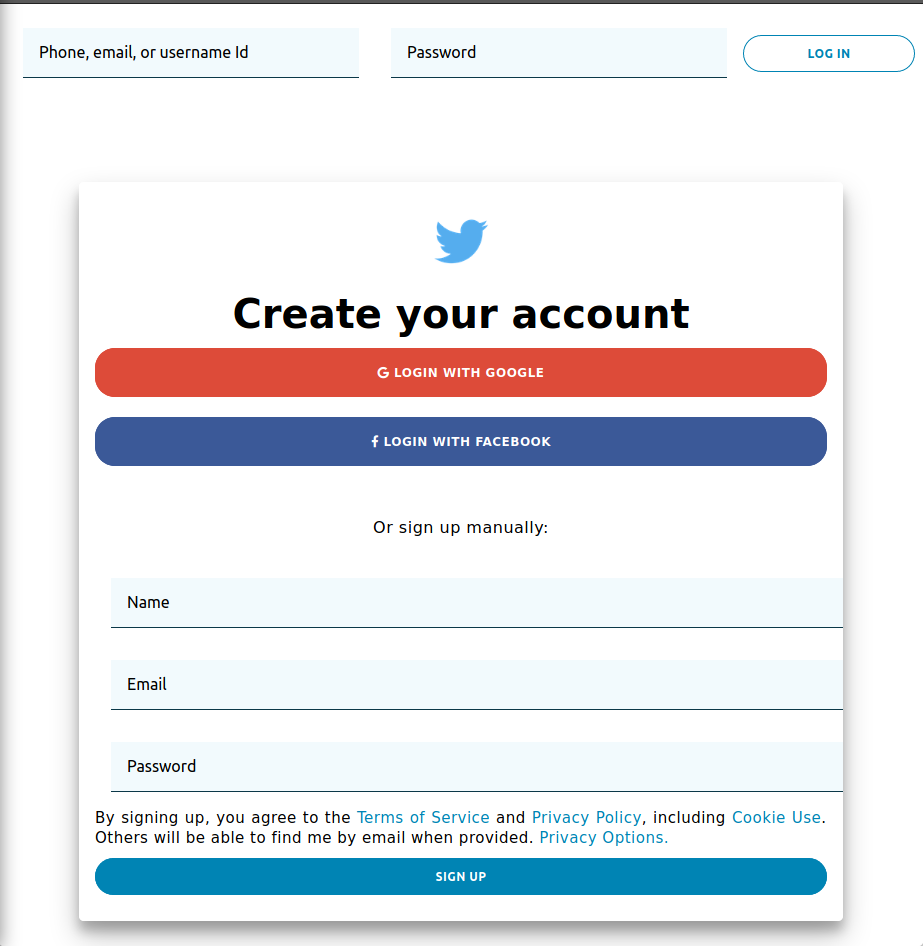 Phone, email, or username Id
Password
LOG IN
Create your account
LOGIN WITH GOOGLE
LOGIN WITH FACEBOOK
Or sign up manually:
Name
Email
Password
By signing up, you agree to the Terms of Service and Privacy Policy, including Cookie Use.
Others will be able to find me by email when provided. Privacy Options.
SIGN UP